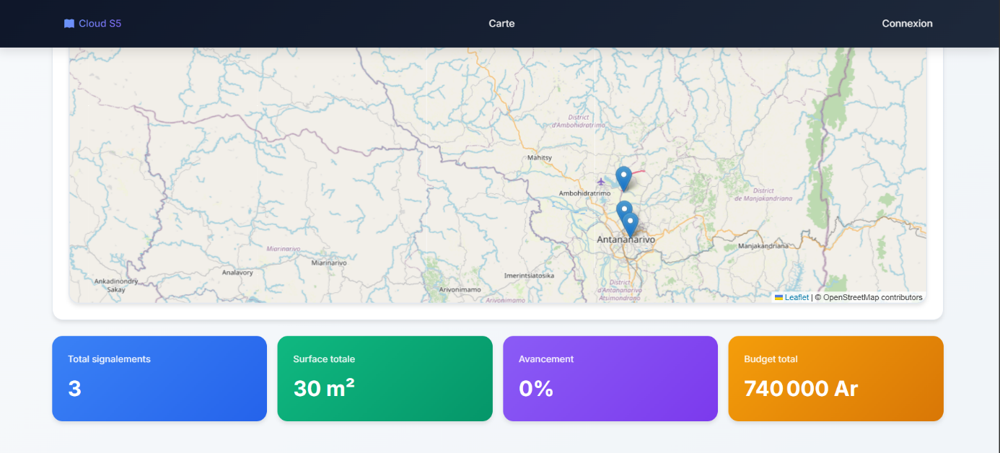 Cloud S5
Carte
Connexion
District
d'Ambohidratrimo
Mahitsy
Ambohidratrimo
District
de Manjakandriana
Antananarivo
Manjakandriana
Miarinarivo
Miarinarivo
Analavory
Imerintsiatosika
Ankadinondry
Sakay
Arivonimamo
Arivonimamo
District
d'Antananarivo
Atsimondrano
Leaflet | © OpenStreetMap contributors
Total signalements
3
Surface totale
30 m²
Avancement
0%
Budget total
740 000 Ar